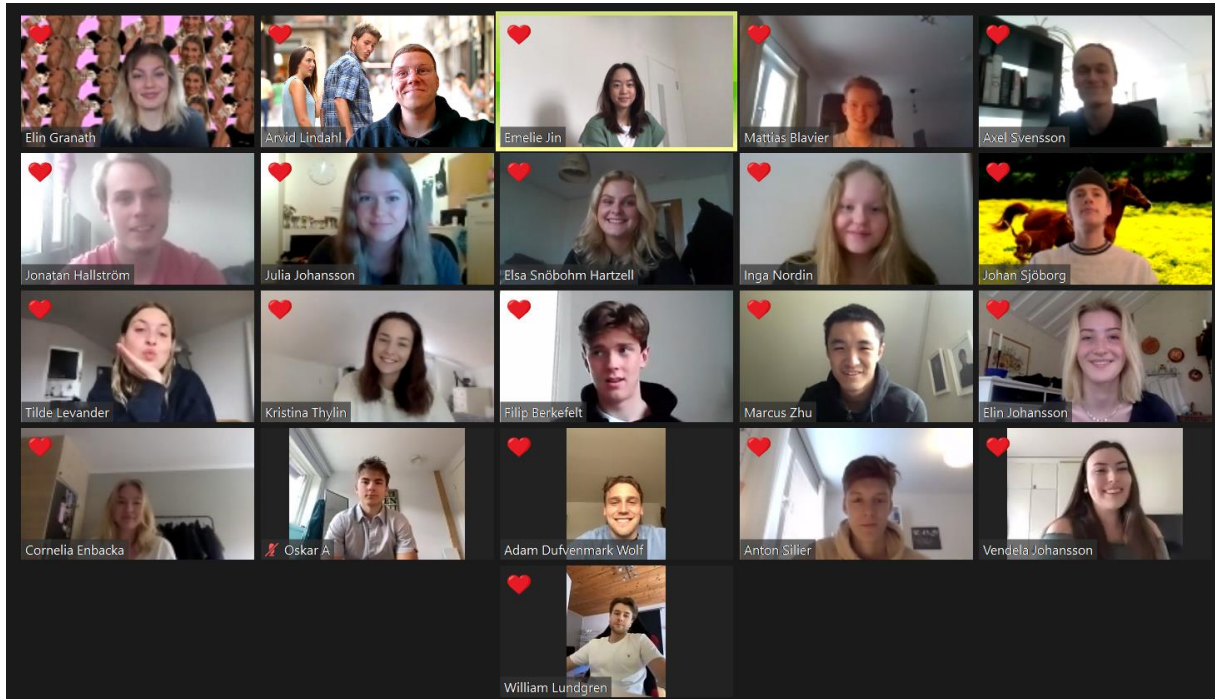 Elin Granath
Arvid Lindahl
Emelie Jin
Mattias Blavier
Axel Svensson
Jonatan Hallström
Julia Johansson
Elsa Snöbohm Hartzell
Inga Nordin
Johan Sjöborg
Tilde Levander
Kristina Thylin
Filip Berkefelt
Marcus Zhu
Elin Johansson
Cornelia Enbacka
Oskar A
Adam Dufvenmark Wolf
Anton Silier
Vendela Johansson
William Lundgren